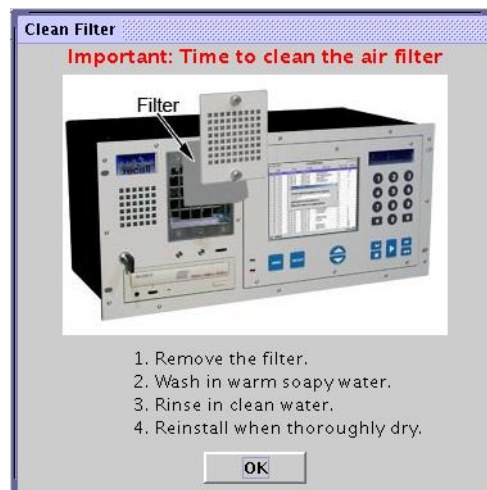 Clean Filter
Important: Time to clean the air filter
Filter
recall
1. Remove the filter.
2. Wash in warm soapy water.
3. Rinse in clean water.
4. Reinstall when thoroughly dry.
OK